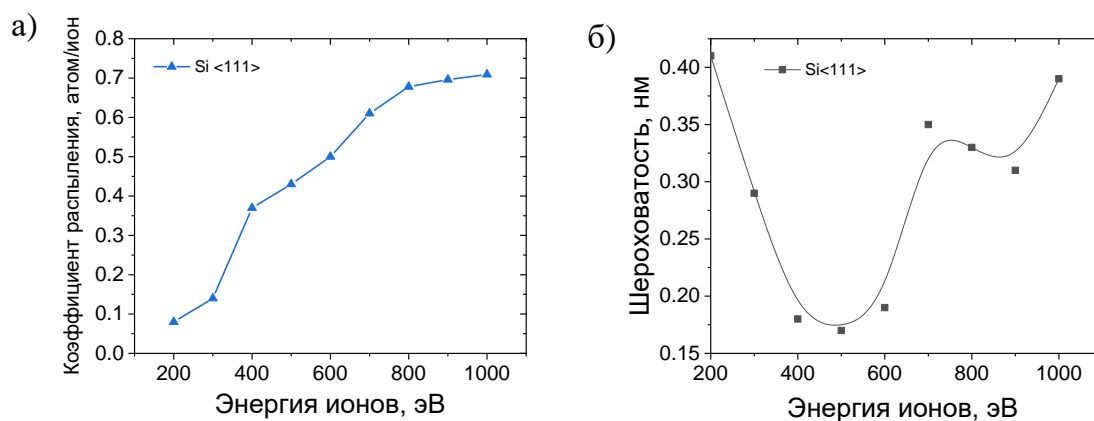 а)
Коэффициент распыления, атом/ион
0.8
0.7
0.6
0.5
0.4
0.3
0.2
0.1
0.0
Si <111>
200 400 600 800 1000
Энергия ионов, эВ
б)
Шероховатость, нм
0.40
0.35
0.30
0.25
0.20
0.15
Si<111>
200 400 600 800 1000
Энергия ионов, эВ